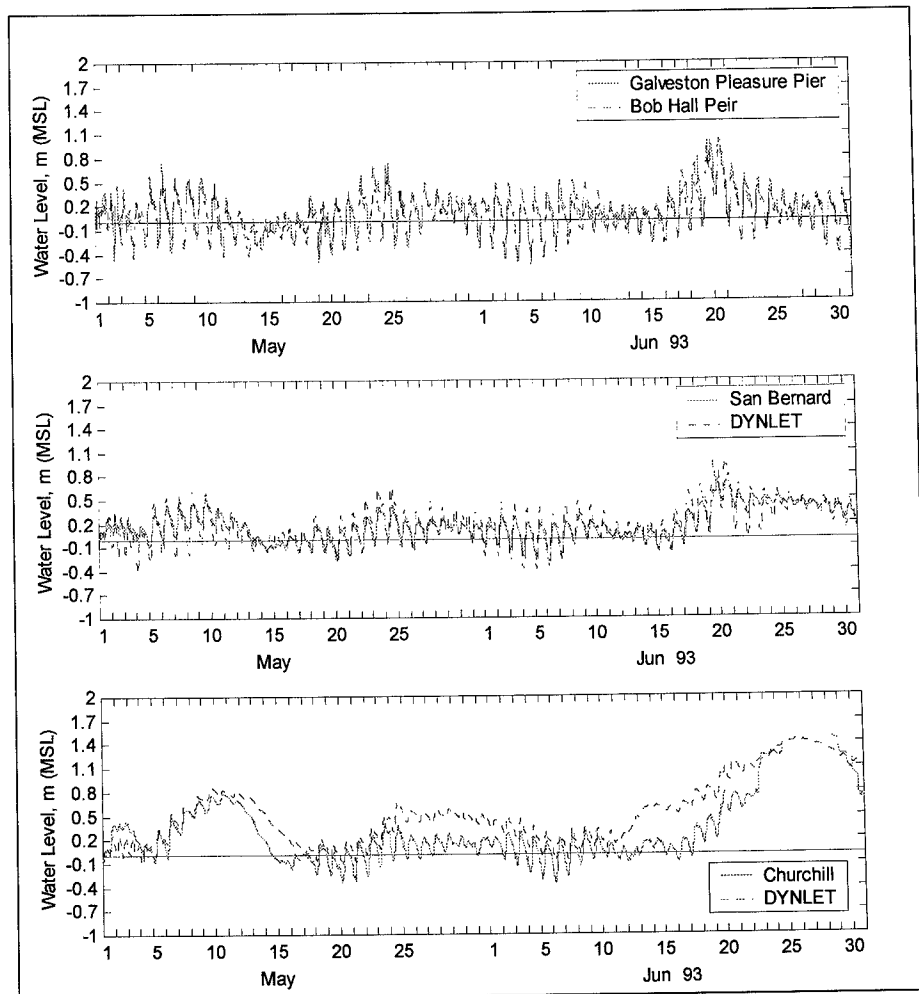 Water Level, m (MSL)
2
1.7
1.4
1.1
0.8
0.5
0.2
-0.1
-0.4
-0.7
-1
Galveston Pleasure Pier
Bob Hall Peir
1 5 10 15 20 25 1 5 10 15 20 25 30
May Jun 93
Water Level, m (MSL)
2
1.7
1.4
1.1
0.8
0.5
0.2
-0.1
-0.4
-0.7
-1
San Bernard
DYNLET
1 5 10 15 20 25 1 5 10 15 20 25 30
May Jun 93
Water Level, m (MSL)
2
1.7
1.4
1.1
0.8
0.5
0.2
-0.1
-0.4
-0.7
-1
Churchill
DYNLET
1 5 10 15 20 25 1 5 10 15 20 25 30
May Jun 93